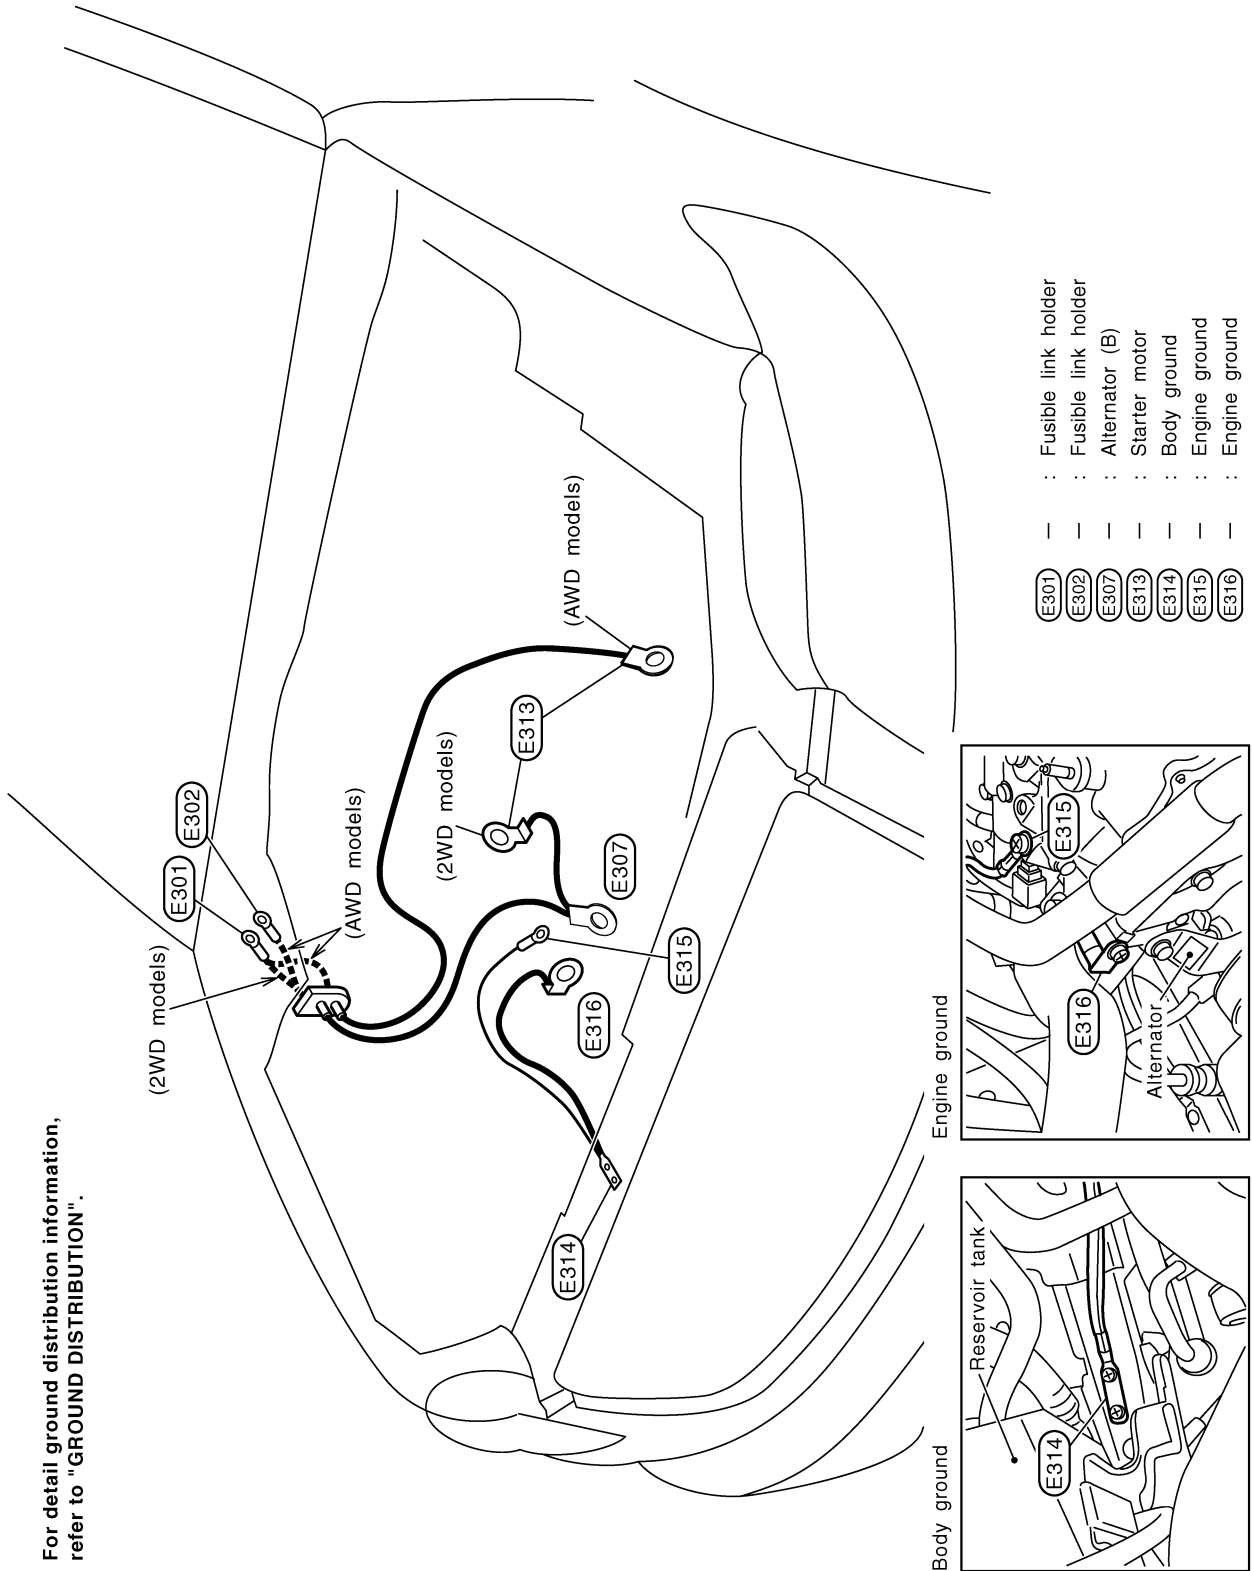 For detail ground distribution information,
refer to "GROUND DISTRIBUTION".
(2WD models)
E301
E302
(AWD models)
(2WD models)
E313
(AWD models)
E307
E315
E316
E314
Body ground
Reservoir tank
E314
Engine ground
E316
Alternator
E315
E301 – : Fusible link holder
E302 – : Fusible link holder
E307 – : Alternator (B)
E313 – : Starter motor
E314 – : Body ground
E315 – : Engine ground
E316 – : Engine ground